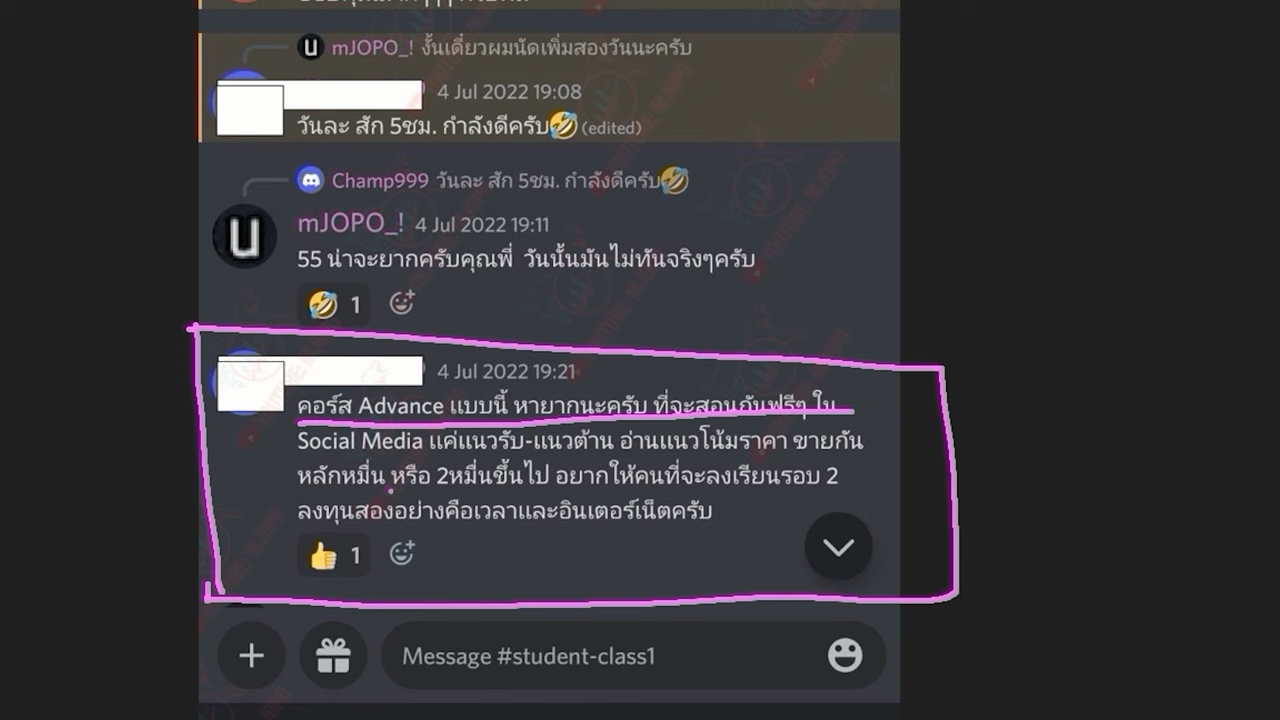 mJOPO_! งั้นเดี๋ยวผมนัดเพิ่มสองวันนะครับ
4 Jul 2022 19:08
วันละ สัก 5ชม. กำลังดีครับ🤣 (edited)
Champ999 วันละ สัก 5ชม. กำลังดีครับ🤣
mJOPO_! 4 Jul 2022 19:11
55 น่าจะยากครับคุณพี่ วันนั้นมันไม่ทันจริงๆครับ
🤣 1
4 Jul 2022 19:21
คอร์ส Advance แบบนี้ หายากนะครับ ที่จะสอนกันฟรีๆ ใน
Social Media แค่แนวรับ-แนวต้าน อ่านแนวโน้มราคา ขายกัน
หลักหมื่น หรือ 2หมื่นขึ้นไป อยากให้คนที่จะลงเรียนรอบ 2
ลงทุนสองอย่างคือเวลาและอินเตอร์เน็ตครับ
👍 1
Message #student-class1